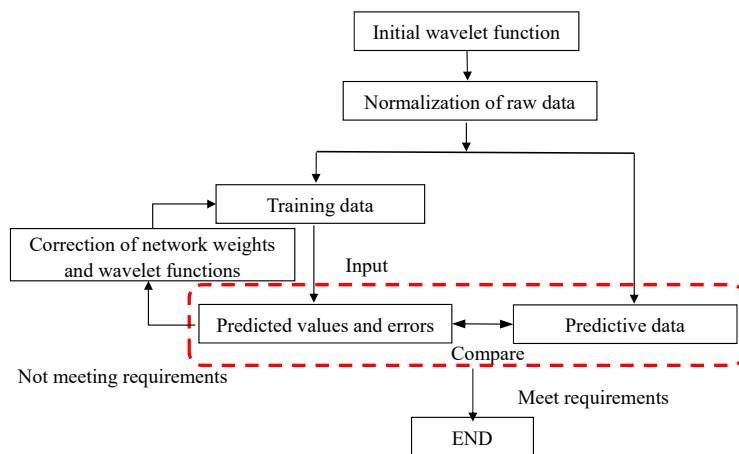 Initial wavelet function
Normalization of raw data
Training data
Correction of network weights
and wavelet functions
Input
Predicted values and errors
Predictive data
Compare
Not meeting requirements
Meet requirements
END